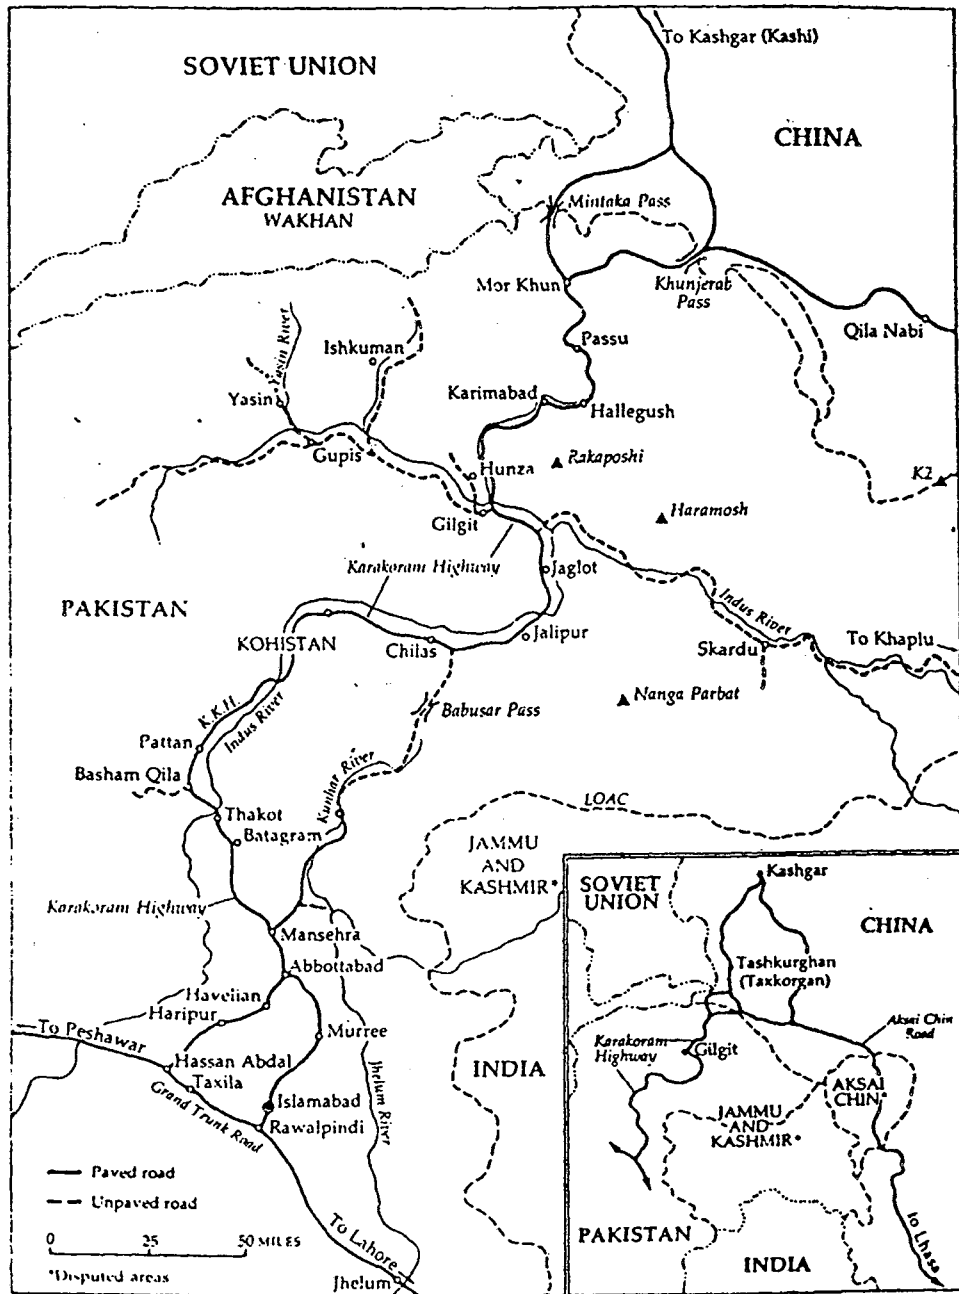 To Kashgar (Kashi)
SOVIET UNION
CHINA
AFGHANISTAN
WAKHAN
Mintaka Pass
Mor Khun
Khunjerab
Pass
Qila Nabi
Passu
Yasin River
Ishkuman
Yasin
Karimabad
Hallegush
Gupis
Hunza
Rakaposhi
K2
Gilgit
Haramosh
Karakoram Highway
Jaglot
PAKISTAN
Indus River
KOHISTAN
Chilas
Jalipur
Skardu
To Khaplu
Nanga Parbat
K.K.H.
Indus River
Babusar Pass
Pattan
Basham Qila
Kunhar River
Thakot
Batagram
LOAC
JAMMU
AND
KASHMIR*
Karakoram Highway
Mansehra
Abbottabad
Havelian
Haripur
Murree
To Peshawar
Hassan Abdal
Taxila
Grand Trunk Road
Islamabad
Rawalpindi
Jhelum River
INDIA
Paved road
Unpaved road
0 25 50 MILES
*Disputed areas
To Lahore
Jhelum
Kashgar
SOVIET
UNION
CHINA
Tashkurghan
(Taxkorgan)
Aksai Chin
Road
Karakoram
Highway
Gilgit
AKSAI
CHIN*
JAMMU
AND
KASHMIR*
PAKISTAN
INDIA
To Lhasa